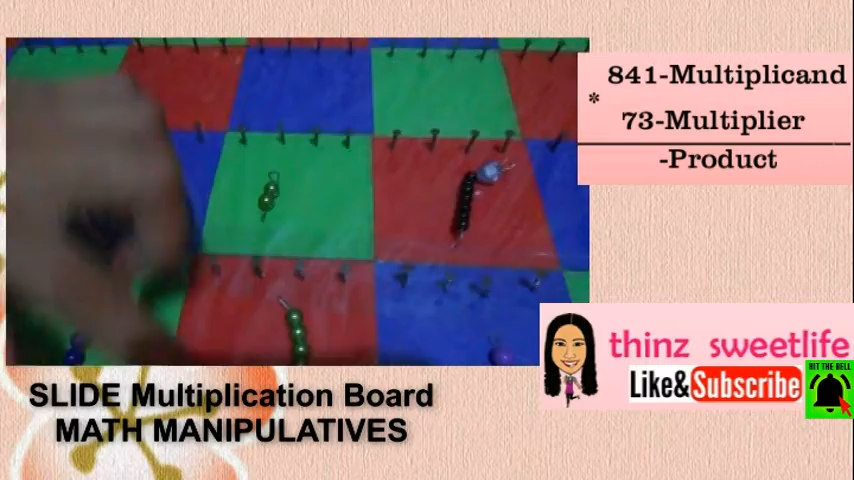 841-Multiplicand
*
73-Multiplier
-Product
thinz sweetlife
Like&Subscribe
HIT THE BELL
SLIDE Multiplication Board
MATH MANIPULATIVES